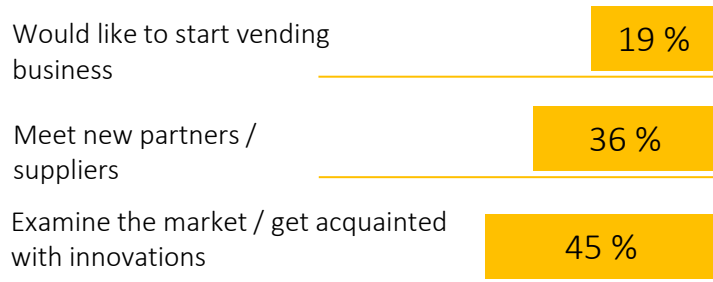 Would like to start vending
business
19 %
Meet new partners /
suppliers
36 %
Examine the market / get acquainted
with innovations
45 %